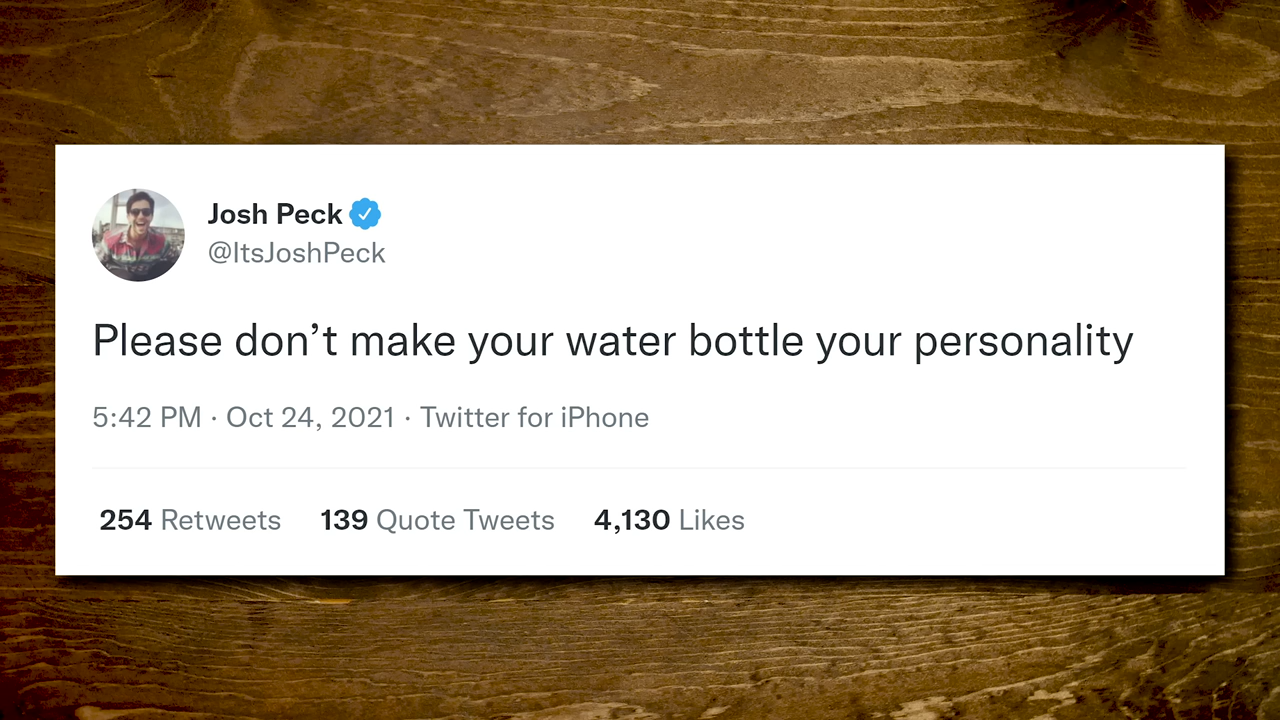 Josh Peck
@ItsJoshPeck
Please don’t make your water bottle your personality
5:42 PM · Oct 24, 2021 · Twitter for iPhone
254 Retweets 139 Quote Tweets 4,130 Likes